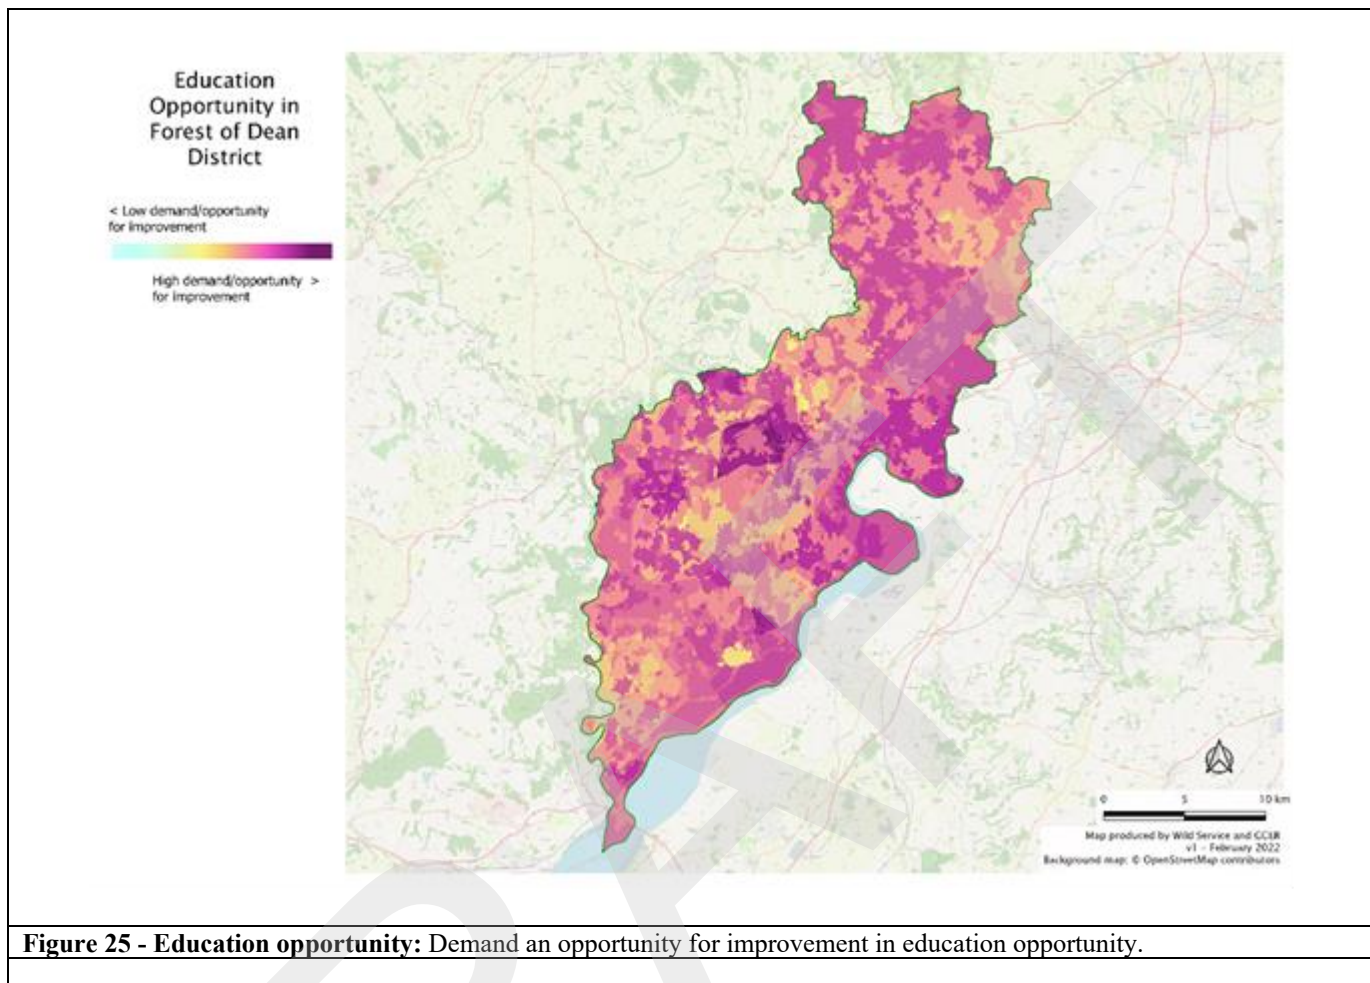 Education
Opportunity in
Forest of Dean
District
< Low demand/opportunity
for improvement
High demand/opportunity >
for improvement
0 5 10 km
Map produced by Wild Service and GCER
v1 - February 2022
Background map: © OpenStreetMap contributors
Figure 25 - Education opportunity: Demand an opportunity for improvement in education opportunity.